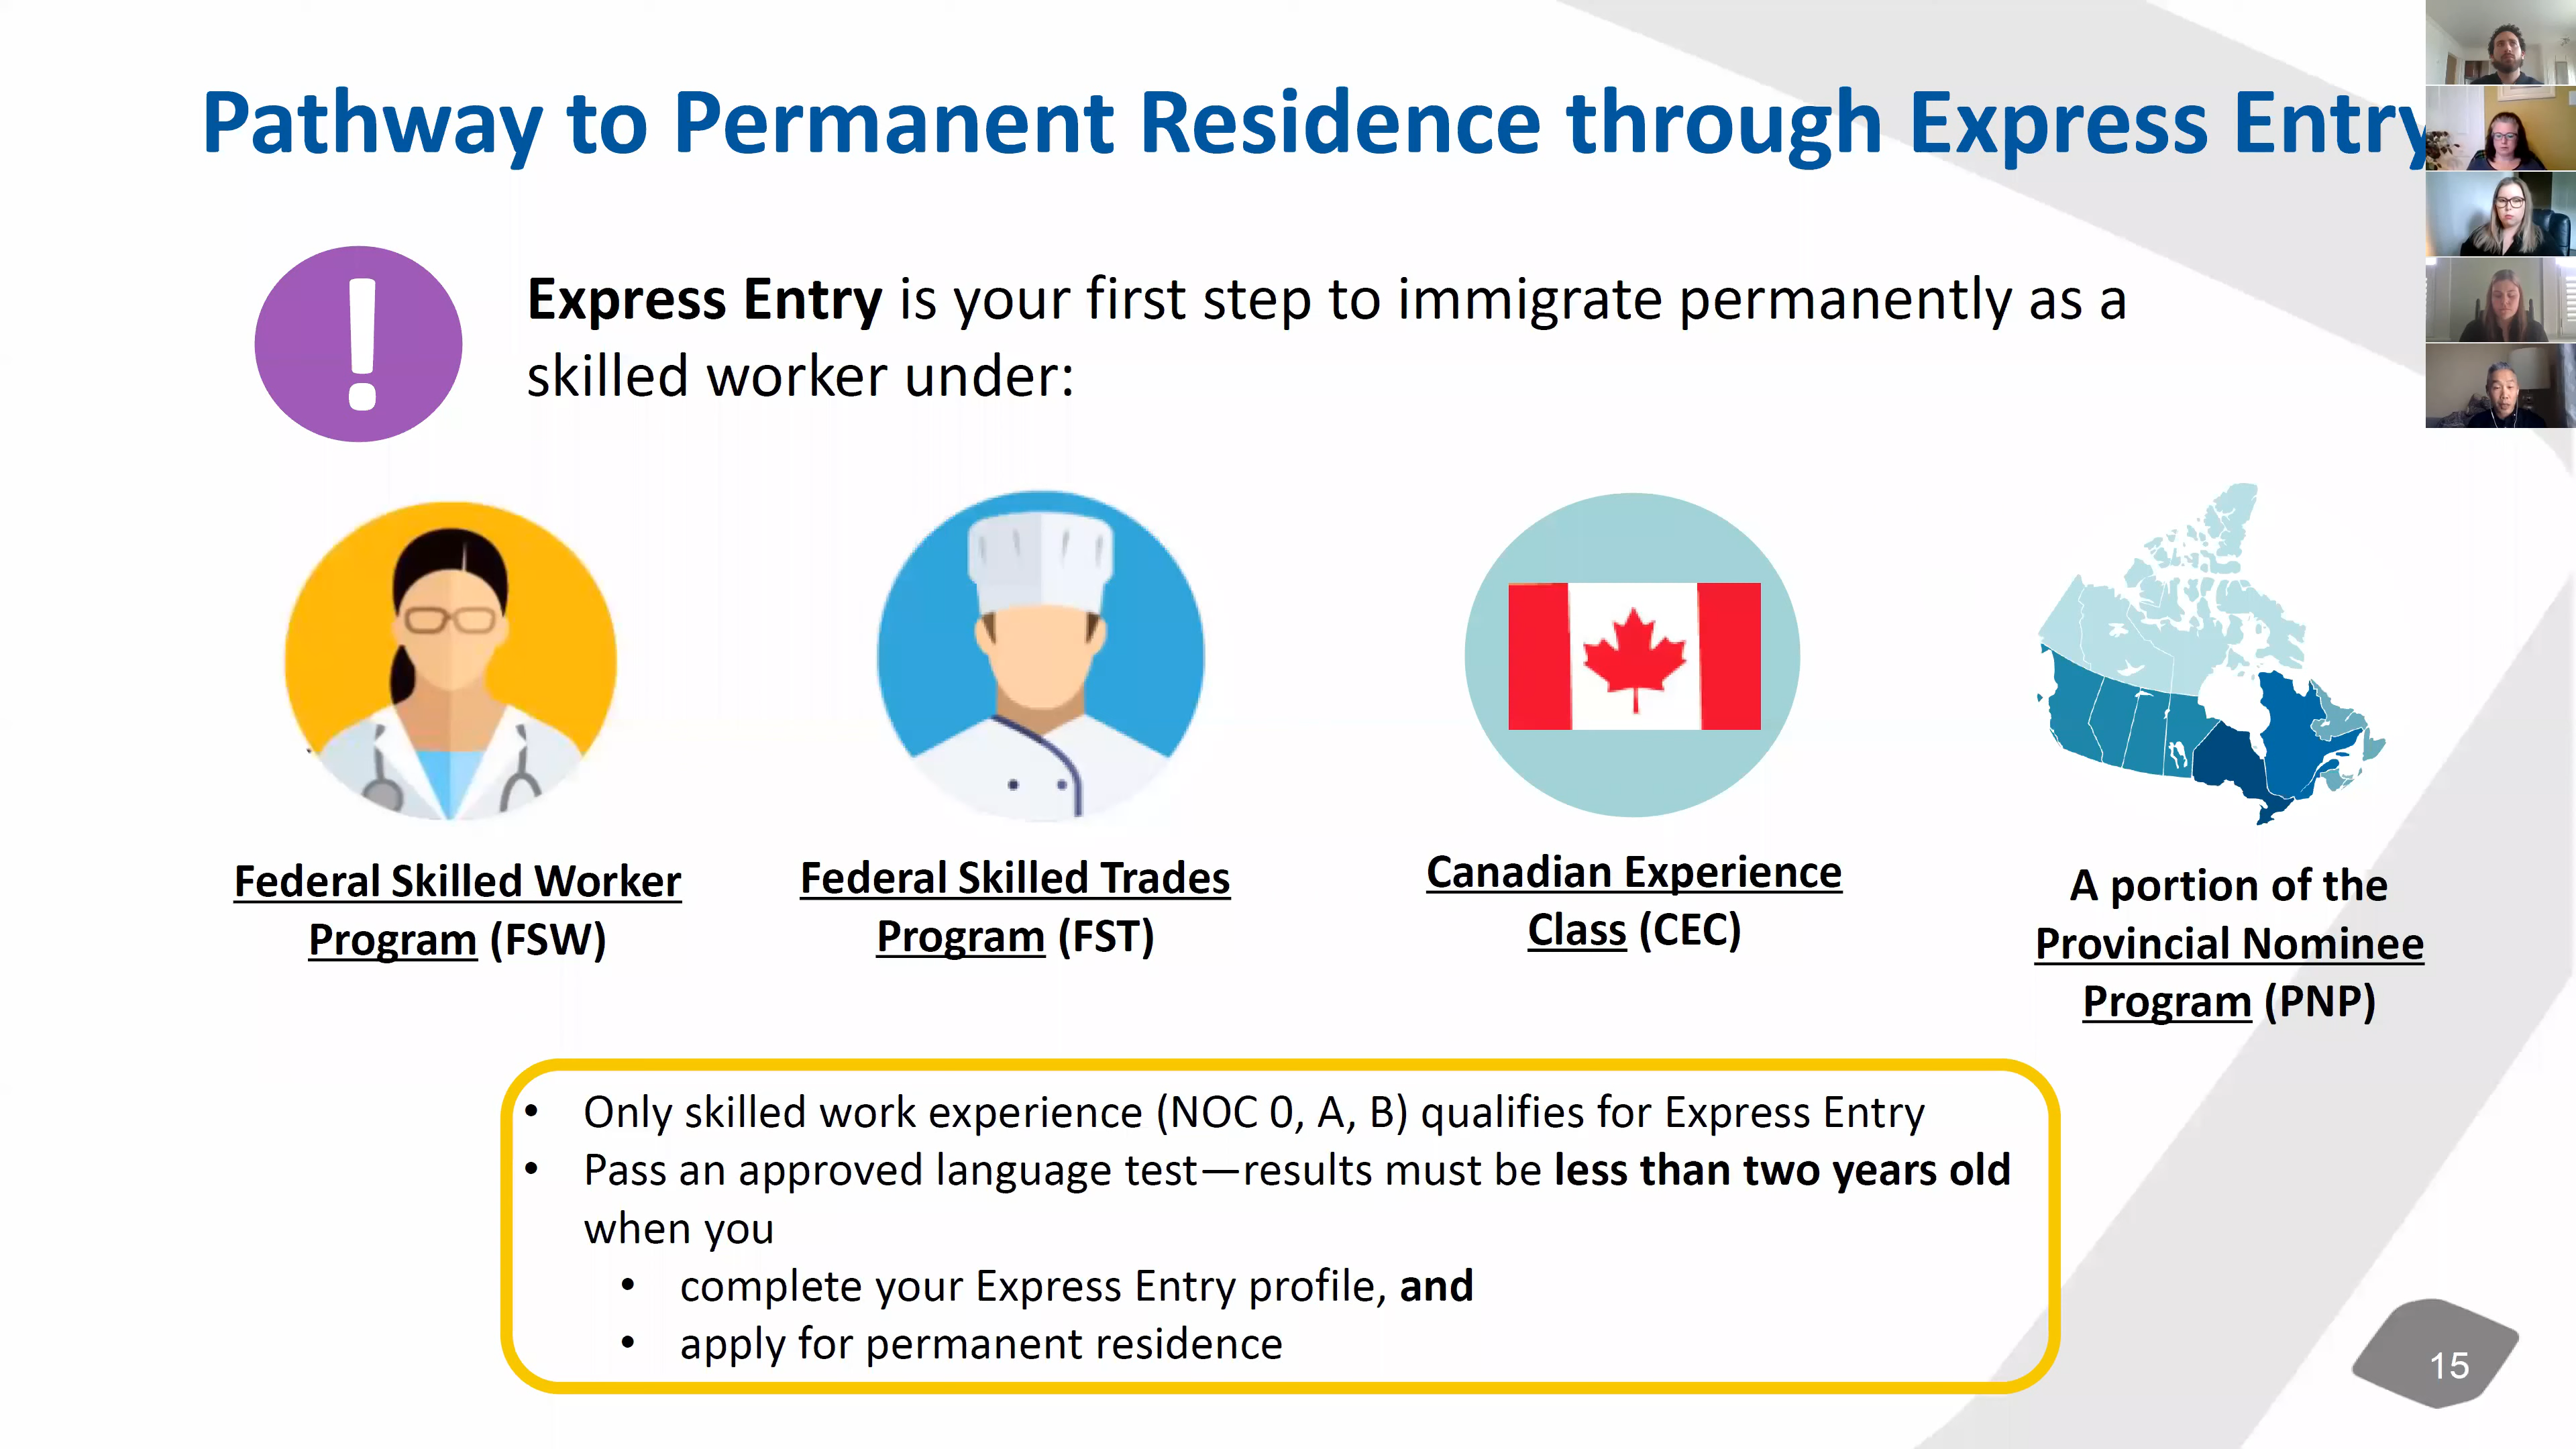 Pathway to Permanent Residence through Express Entry
!
Express Entry is your first step to immigrate permanently as a
skilled worker under:
Federal Skilled Worker
Program (FSW)
Federal Skilled Trades
Program (FST)
Canadian Experience
Class (CEC)
A portion of the
Provincial Nominee
Program (PNP)
• Only skilled work experience (NOC 0, A, B) qualifies for Express Entry
• Pass an approved language test—results must be less than two years old
when you
• complete your Express Entry profile, and
• apply for permanent residence
15